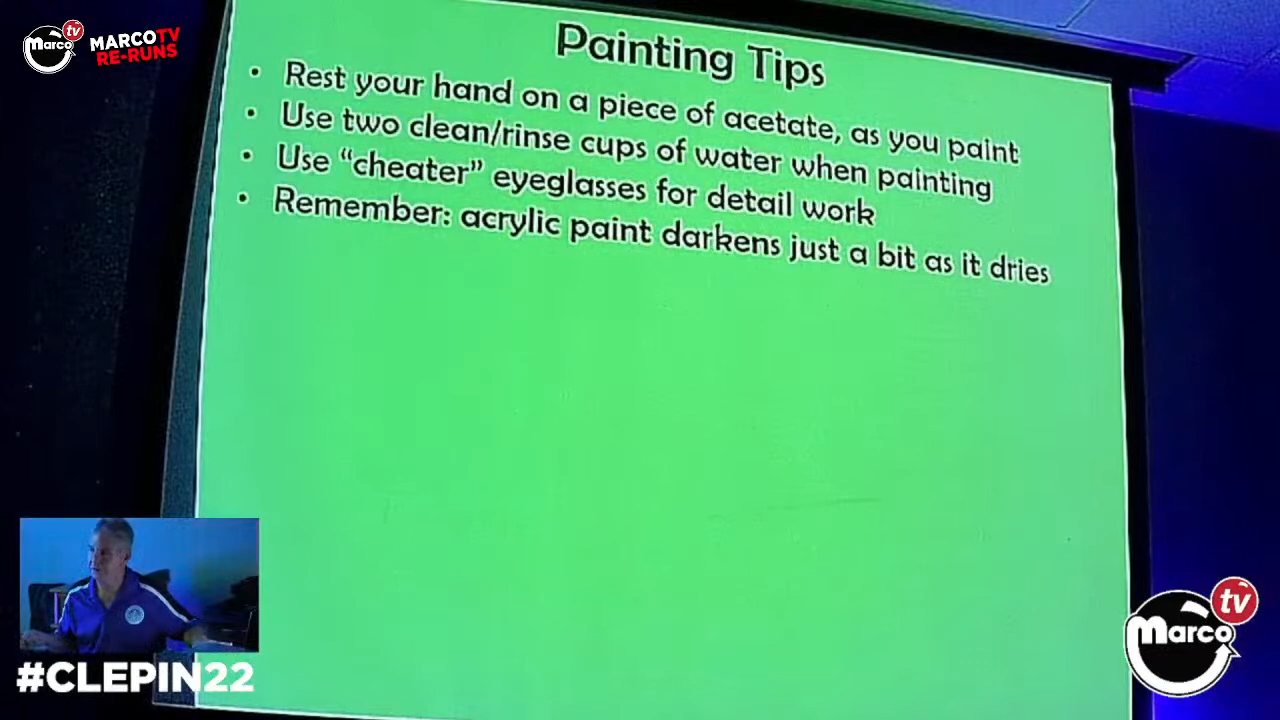 marco tv
MARCOTV
RE-RUNS
Painting Tips
• Rest your hand on a piece of acetate, as you paint
• Use two clean/rinse cups of water when painting
• Use “cheater” eyeglasses for detail work
• Remember: acrylic paint darkens just a bit as it dries
#CLEPIN22
marco tv